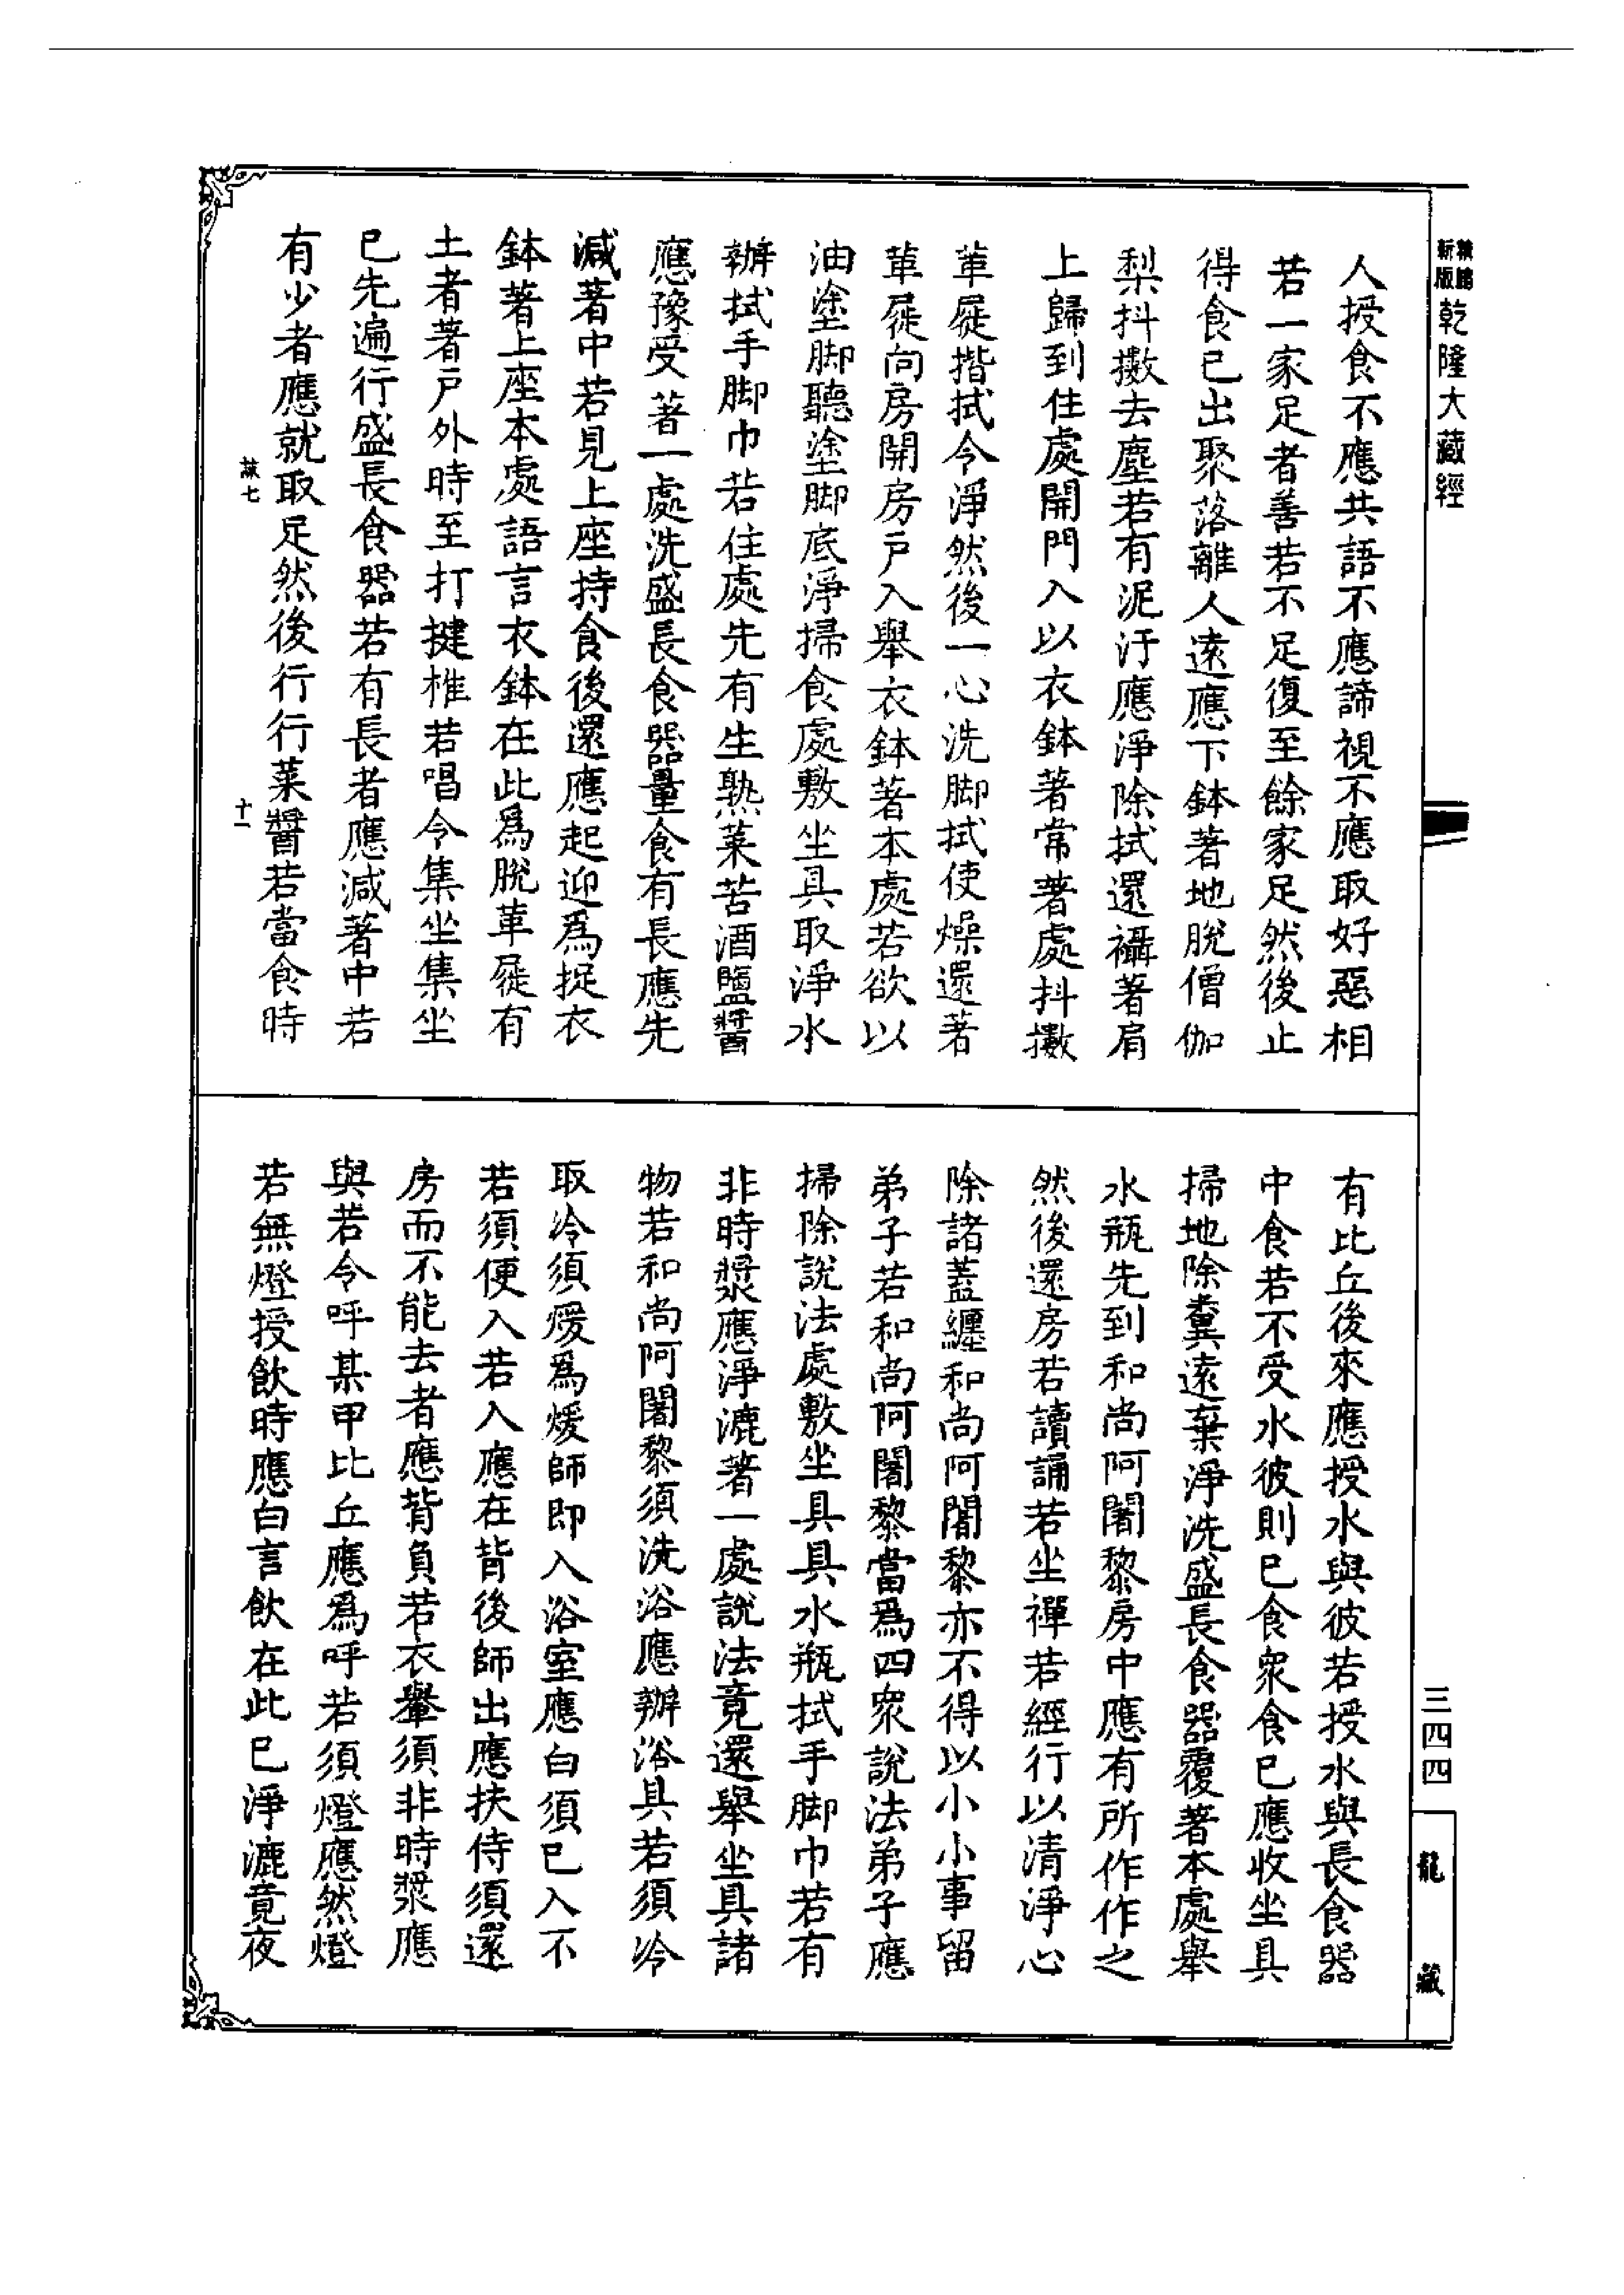 新版
精鹏
乾隆大藏經
人授食不應共語不應諦視不應取好惡相
若一家足者善若不足復至餘家足然後止
得食已出聚落離人遠應下鉢著地脫僧伽
梨抖擻去塵若有泥汙應淨除拭還襵著肩
上歸到住處開門入以衣鉢著常著處抖擻
革屣揩拭令淨然後一心洗脚拭使燥還著
革屣向房開房戶入舉衣鉢著本處若欲以
油塗脚聽塗脚底淨掃食處敷坐具取淨水
辦拭手脚巾若住處先有生熟菜苦酒鹽醬
應豫受著一處洗盛長食器量食有長應先
減著中若見上座持食後還應起迎爲捉衣
鉢著上座本處語言衣鉢在此爲脫革屣有
土者著戶外時至打揵椎若唱令集坐集坐
已先遍行盛長食器若有長者應減著中若
有少者應就取足然後行行菜醬若當食時
七
十一
有比丘後來應授水與彼若授水與長食器
中食若不受水彼則已食衆食已應收坐具
掃地除糞遠棄淨洗盛長食器覆著本處舉
水瓶先到和尚阿闍黎房中應有所作作之
然後還房若讀誦若坐禪若經行以清淨心
除諸蓋纏和尚阿闍黎亦不得以小小事留
弟子若和尚阿闍黎當爲四衆說法弟子應
掃除說法處敷坐具具水瓶拭手脚巾若有
非時漿應淨漉著一處說法竟還舉坐具諸
物若和尚阿闍黎須洗浴應辦浴具若須冷
取冷須煖爲煖師即入浴室應白須已入不
若須便入若入應在背後師出應扶侍須還
房而不能去者應背負若衣轝須非時漿應
與若令呼某甲比丘應爲呼若須燈應然燈
若無燈授飲時應白言飲在此已淨漉竟夜
三四四
龍藏